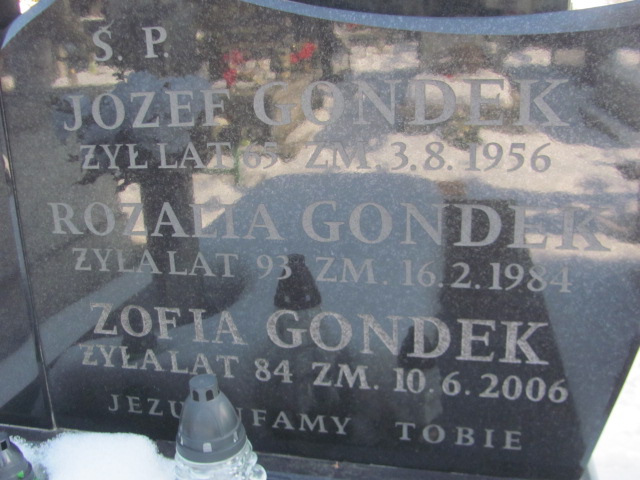 Ś. P.
JÓZEF GONDEK
ŻYŁ LAT 65 ZM. 3.8.1956
ROZALIA GONDEK
ŻYŁA LAT 93 ZM. 16.2.1984
ZOFIA GONDEK
ŻYŁA LAT 84 ZM. 10.6.2006
JEZU UFAMY TOBIE